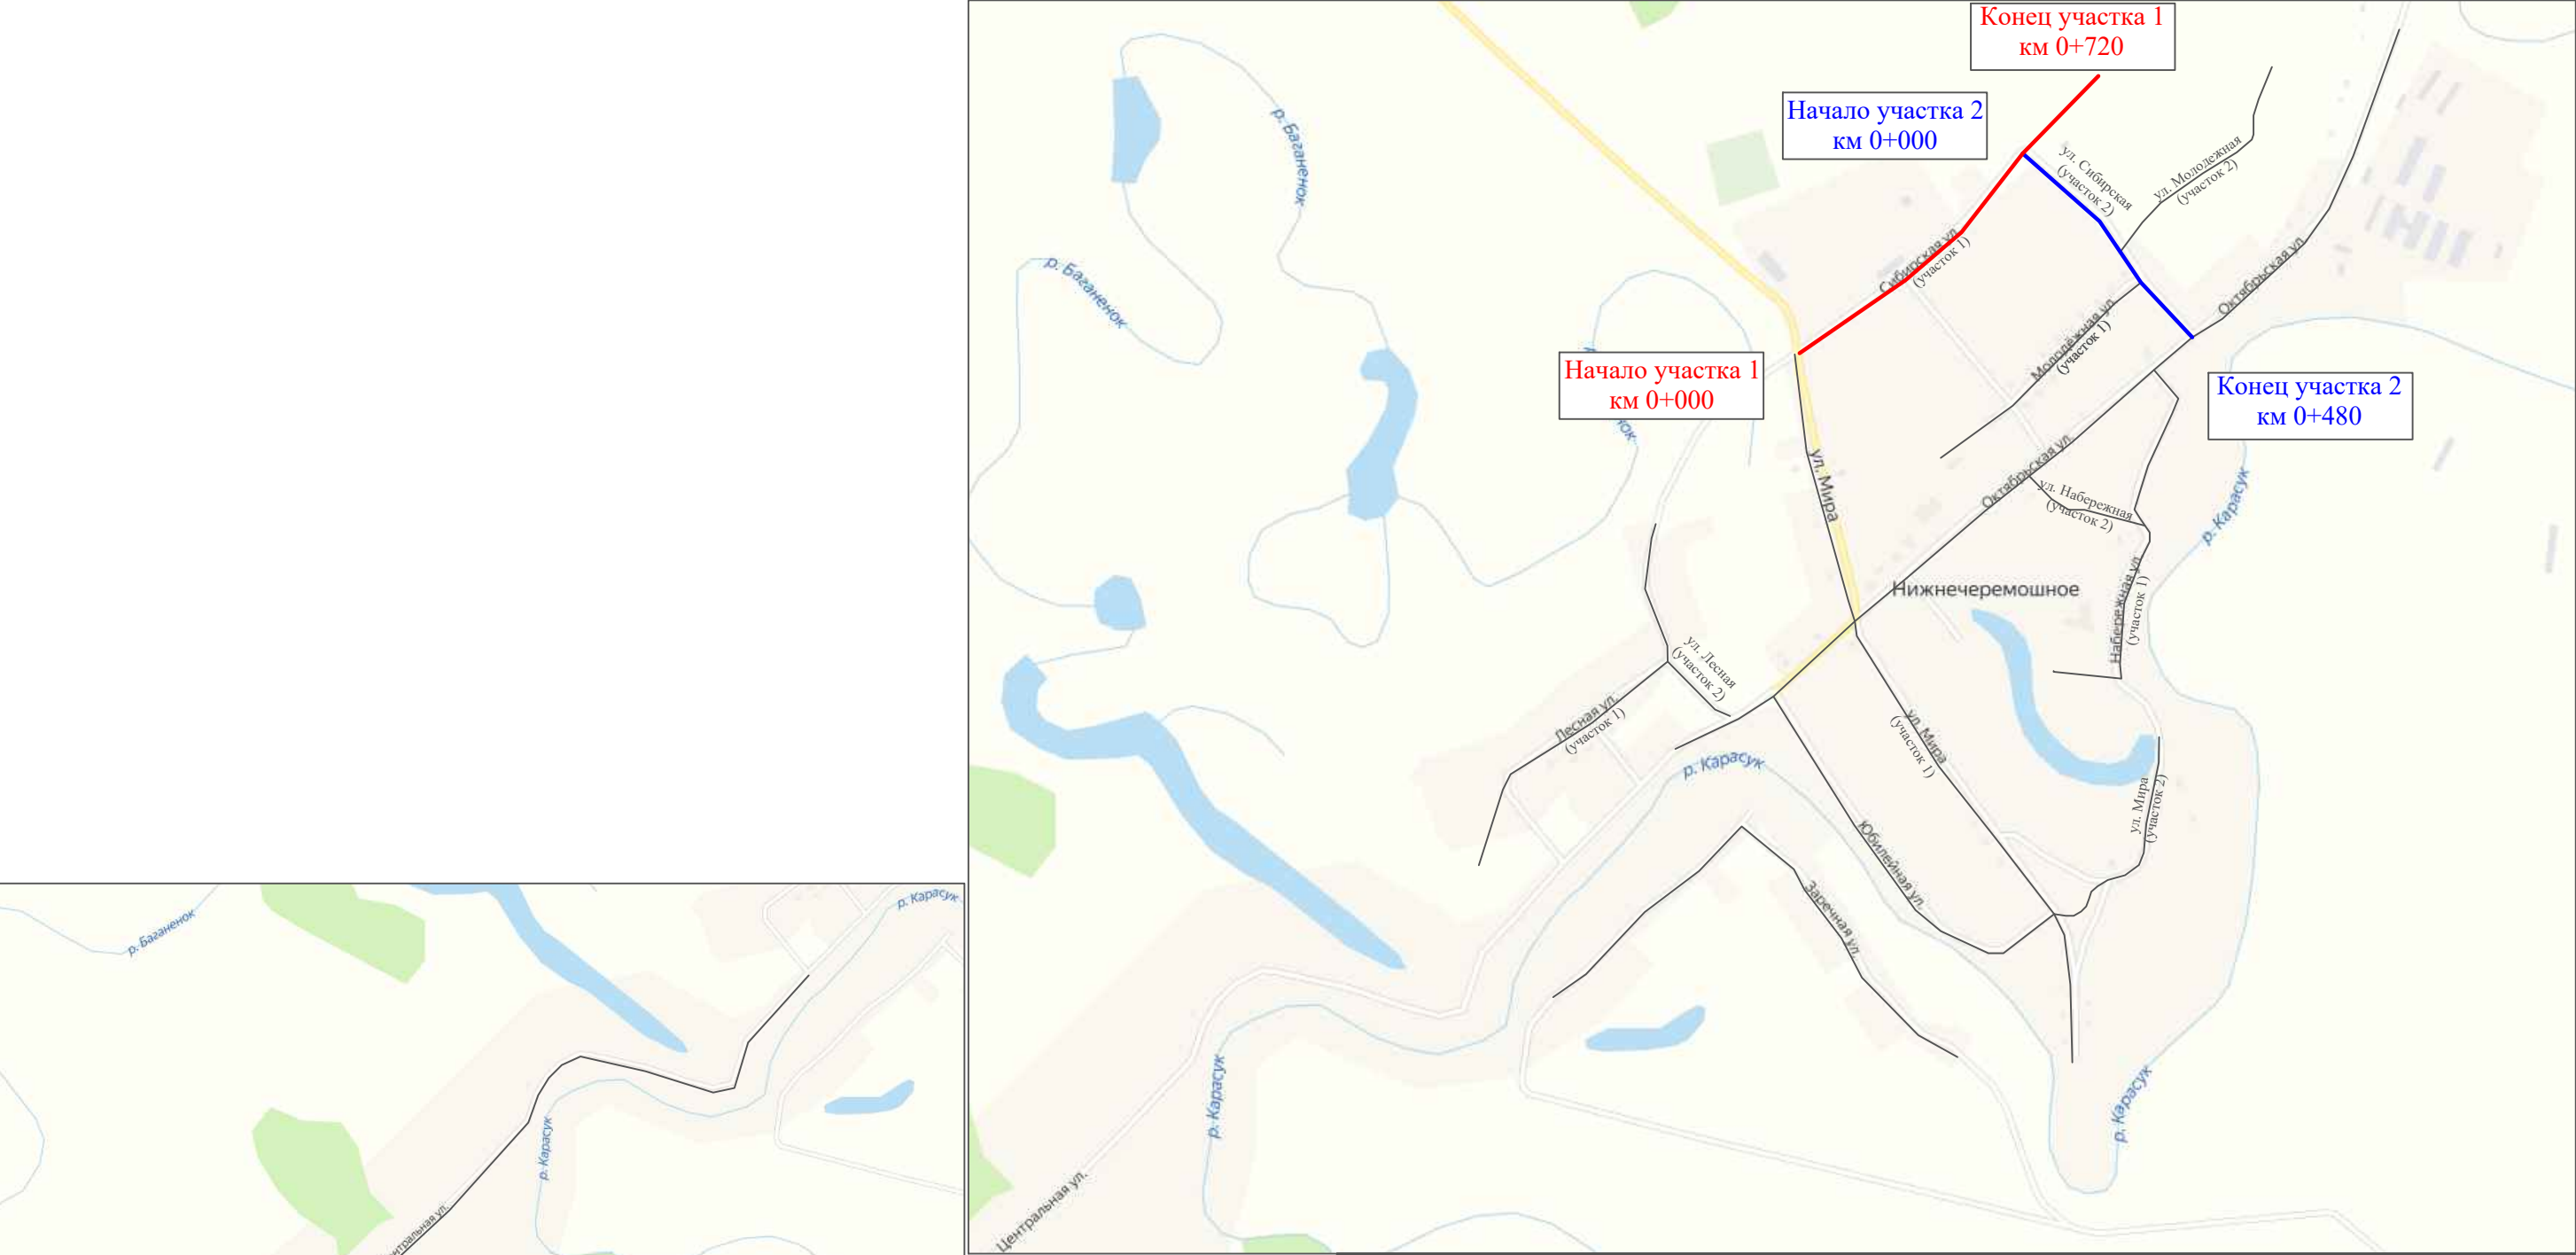 Конец участка 1
км 0+720
Начало участка 2
км 0+000
р. Баганенок
ул. Сибирская
(участок 2)
ул. Молодежная
(участок 2)
р. Баганенок
Сибирская ул.
(участок 1)
Октябрьская ул.
Молодёжная ул.
(участок 1)
Начало участка 1
км 0+000
Конец участка 2
км 0+480
ул. Мира
Октябрьская ул.
ул. Набережная
(участок 2)
р. Карасук
Нижнечеремошное
Набережная ул.
(участок 1)
ул. Лесная
(участок 2)
Лесная ул.
(участок 1)
ул. Мира
(участок 1)
р. Карасук
ул. Мира
(участок 2)
Юбилейная ул.
Заречная ул.
р. Карасук
р. Карасук
Центральная ул.
р. Карасук
р. Баганенок
р. Карасук
нтральная ул.